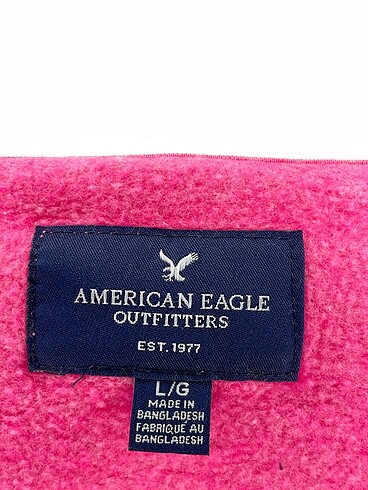 AMERICAN EAGLE
OUTFITTERS
EST. 1977
L/G
MADE IN
BANGLADESH
FABRIQUÉ AU
BANGLADESH